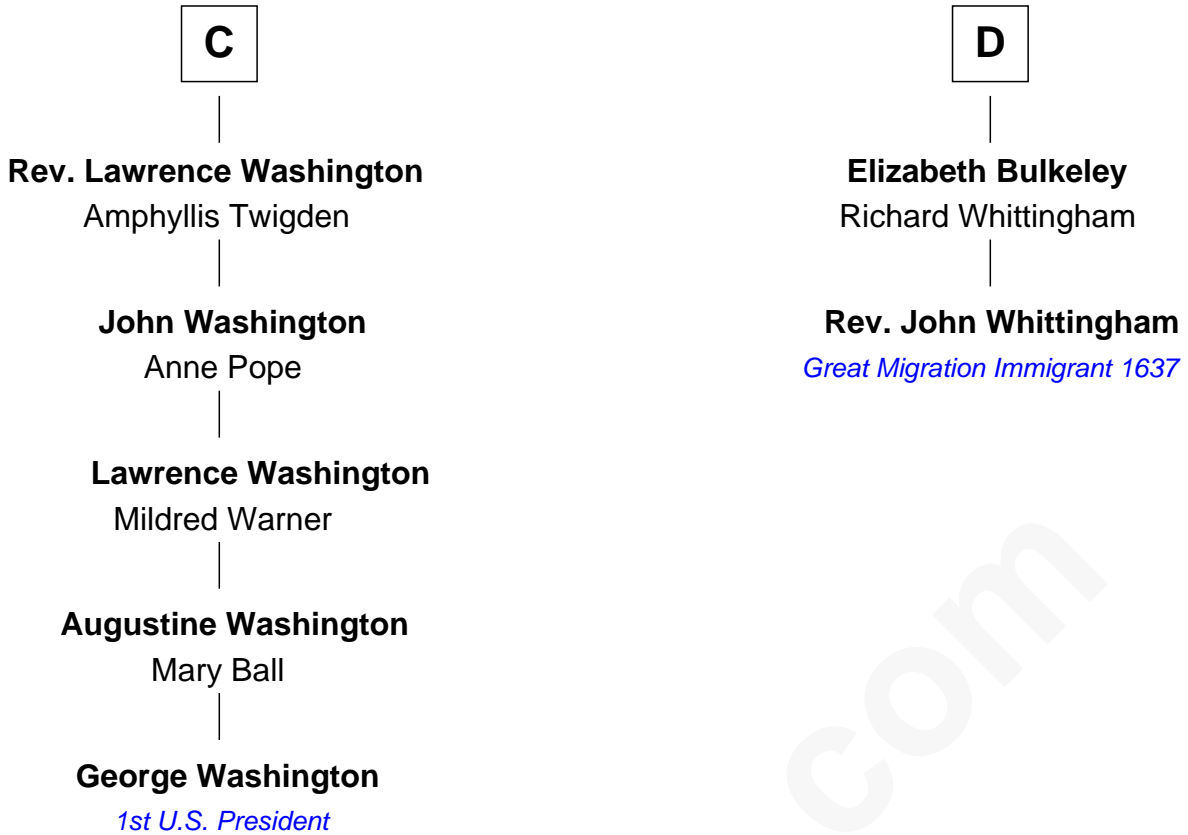 C
Rev. Lawrence Washington
Amphyllis Twigden
John Washington
Anne Pope
Lawrence Washington
Mildred Warner
Augustine Washington
Mary Ball
George Washington
1st U.S. President
D
Elizabeth Bulkeley
Richard Whittingham
Rev. John Whittingham
Great Migration Immigrant 1637
com